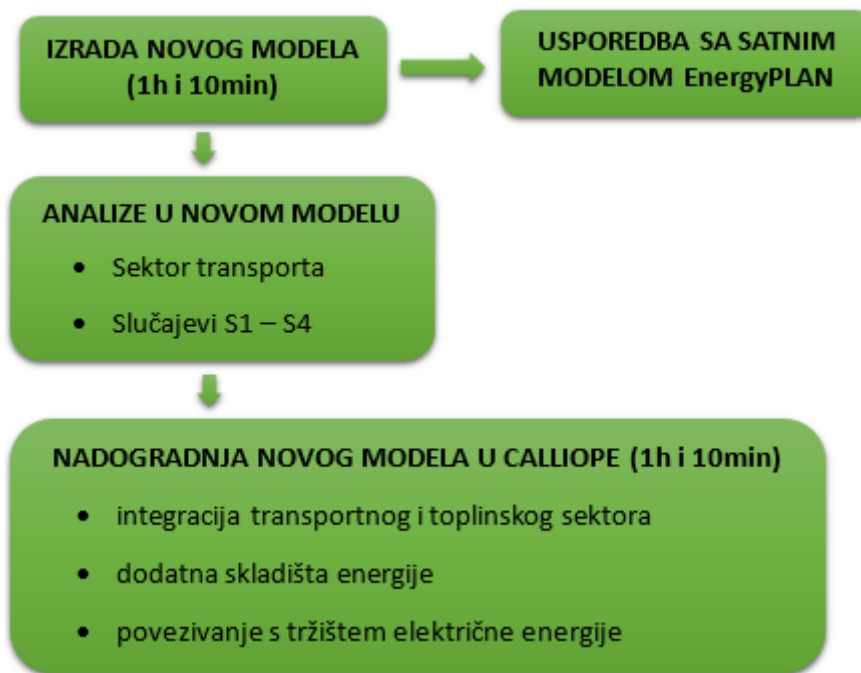 IZRADA NOVOG MODELA
(1h i 10min)
USPOREDBA SA SATNIM
MODELOM EnergyPLAN
ANALIZE U NOVOM MODELU
• Sektor transporta
• Slučajevi S1 – S4
NADOGRADNJA NOVOG MODELA U CALLIOPE (1h i 10min)
• integracija transportnog i toplinskog sektora
• dodatna skladišta energije
• povezivanje s tržištem električne energije